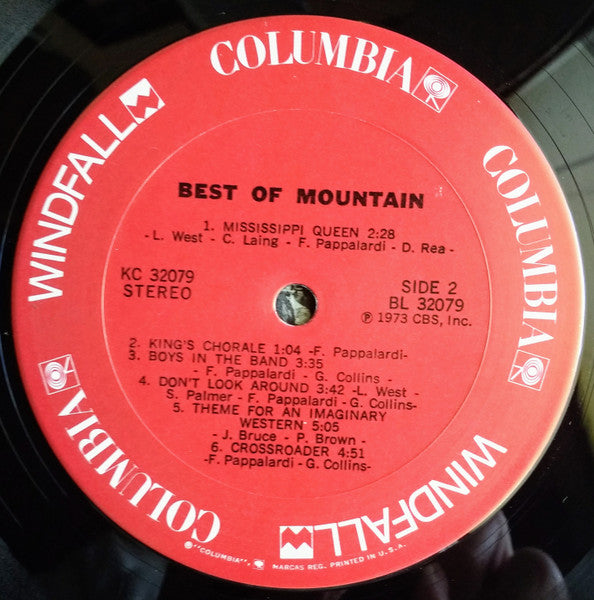 COLUMBIA
WINDFALL
COLUMBIA
BEST OF MOUNTAIN
1. MISSISSIPPI QUEEN 2:28
-L. West - C. Laing - F. Pappalardi - D. Rea-
KC 32079
STEREO
SIDE 2
BL 32079
℗ 1973 CBS, Inc.
2. KING'S CHORALE 1:04 -F. Pappalardi-
3. BOYS IN THE BAND 3:35
- F. Pappalardi - G. Collins-
4. DON'T LOOK AROUND 3:42 -L. West -
S. Palmer - F. Pappalardi - G. Collins-
5. THEME FOR AN IMAGINARY
WESTERN 5:05
- J. Bruce - P. Brown -
6. CROSSROADER 4:51
-F. Pappalardi - G. Collins-
COLUMBIA
WINDFALL
WINDFALL
® "COLUMBIA", MARCAS REG. PRINTED IN U.S.A.